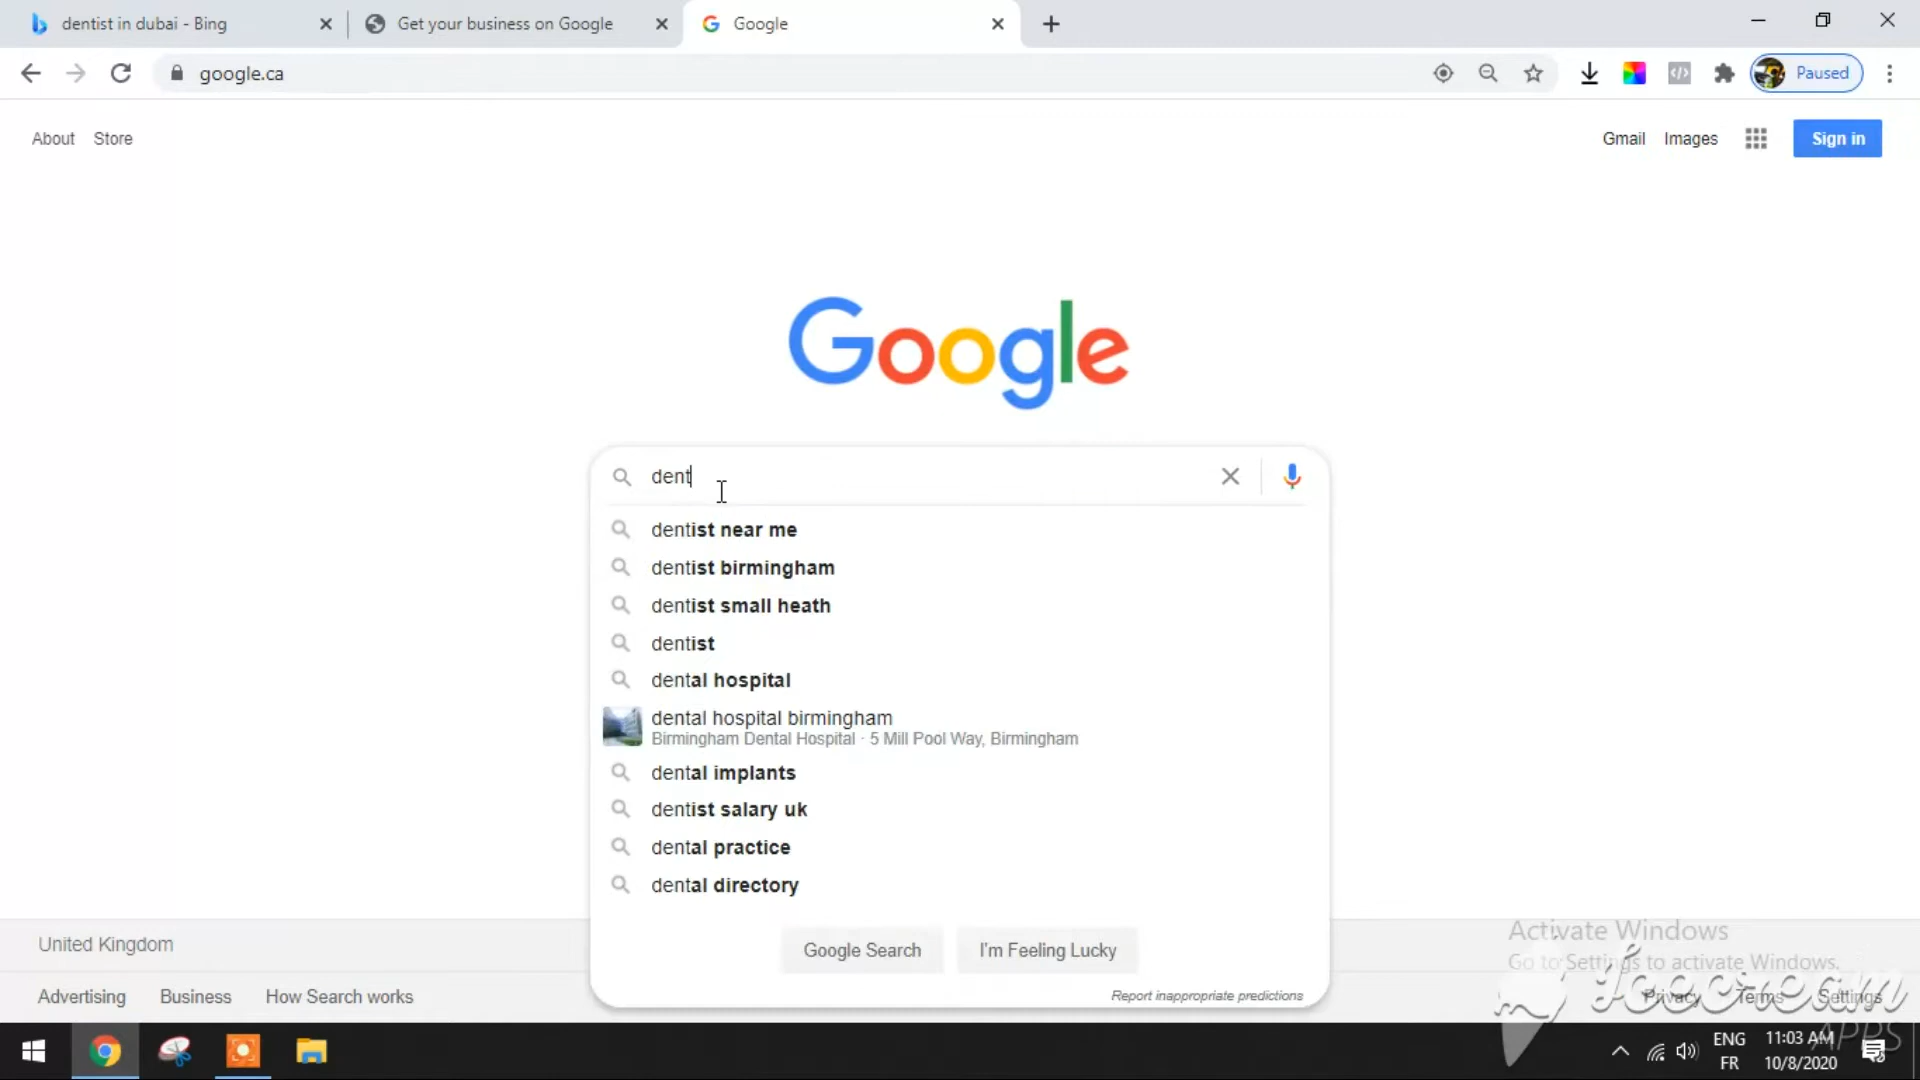 dentist in dubai - Bing
Get your business on Google
Google
google.ca
Paused
About Store
Gmail Images Sign in
Google
dent
dentist near me
dentist birmingham
dentist small heath
dentist
dental hospital
dental hospital birmingham
Birmingham Dental Hospital · 5 Mill Pool Way, Birmingham
dental implants
dentist salary uk
dental practice
dental directory
Google Search I'm Feeling Lucky
Report inappropriate predictions
United Kingdom
Advertising Business How Search works
Privacy Terms Settings
Activate Windows
Go to Settings to activate Windows.
Icecream
APPS
ENG
FR
11:03 AM
10/8/2020